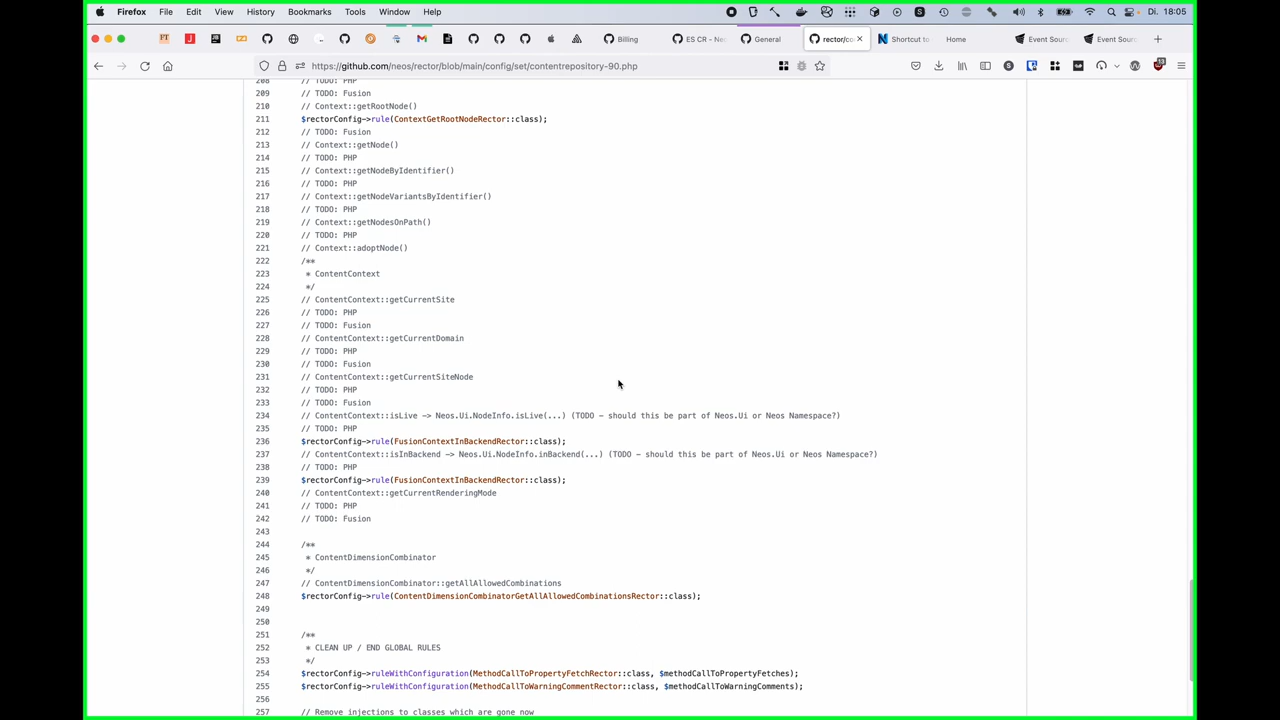 Firefox File Edit View History Bookmarks Tools Window Help Di. 18:05
Billing ES CR - Ne General rector/co Shortcut to Home Event Sour Event Sour
https://github.com/neos/rector/blob/main/config/set/contentrepository-90.php
208 // TODO: PHP
209 // TODO: Fusion
210 // Context::getRootNode()
211 $rectorConfig->rule(ContextGetRootNodeRector::class);
212 // TODO: Fusion
213 // Context::getNode()
214 // TODO: PHP
215 // Context::getNodeByIdentifier()
216 // TODO: PHP
217 // Context::getNodeVariantsByIdentifier()
218 // TODO: PHP
219 // Context::getNodesOnPath()
220 // TODO: PHP
221 // Context::adoptNode()
222 /**
223 * ContentContext
224 */
225 // ContentContext::getCurrentSite
226 // TODO: PHP
227 // TODO: Fusion
228 // ContentContext::getCurrentDomain
229 // TODO: PHP
230 // TODO: Fusion
231 // ContentContext::getCurrentSiteNode
232 // TODO: PHP
233 // TODO: Fusion
234 // ContentContext::isLive -> Neos.Ui.NodeInfo.isLive(...) (TODO - should this be part of Neos.Ui or Neos Namespace?)
235 // TODO: PHP
236 $rectorConfig->rule(FusionContextInBackendRector::class);
237 // ContentContext::isInBackend -> Neos.Ui.NodeInfo.inBackend(...) (TODO - should this be part of Neos.Ui or Neos Namespace?)
238 // TODO: PHP
239 $rectorConfig->rule(FusionContextInBackendRector::class);
240 // ContentContext::getCurrentRenderingMode
241 // TODO: PHP
242 // TODO: Fusion
243
244 /**
245 * ContentDimensionCombinator
246 */
247 // ContentDimensionCombinator::getAllAllowedCombinations
248 $rectorConfig->rule(ContentDimensionCombinatorGetAllAllowedCombinationsRector::class);
249
250
251 /**
252 * CLEAN UP / END GLOBAL RULES
253 */
254 $rectorConfig->ruleWithConfiguration(MethodCallToPropertyFetchRector::class, $methodCallToPropertyFetches);
255 $rectorConfig->ruleWithConfiguration(MethodCallToWarningCommentRector::class, $methodCallToWarningComments);
256
257 // Remove injections to classes which are gone now